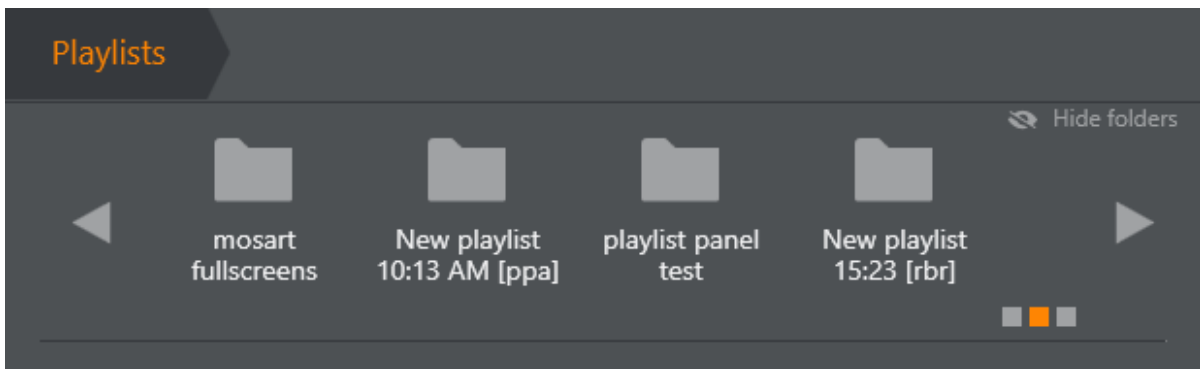 Playlists
Hide folders
mosart
fullscreens
New playlist
10:13 AM [ppa]
playlist panel
test
New playlist
15:23 [rbr]